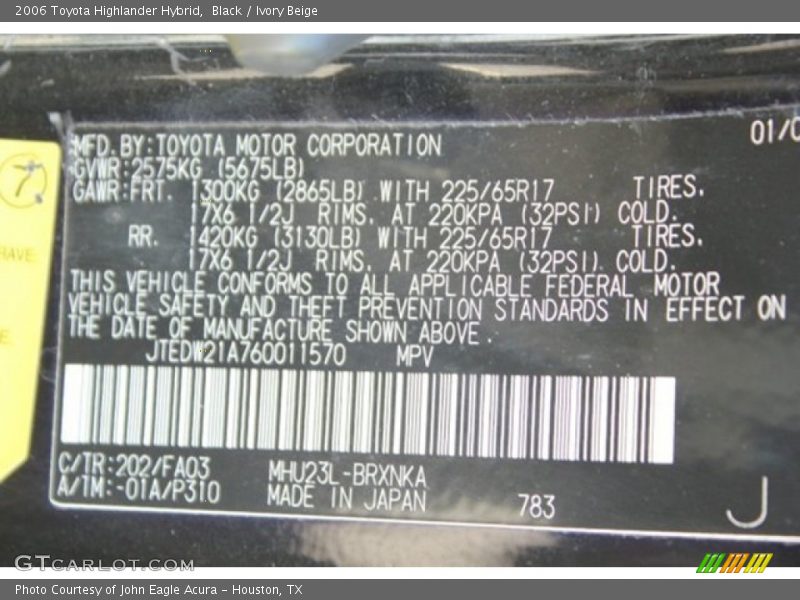 2006 Toyota Highlander Hybrid, Black / Ivory Beige
01/0
MFD. BY: TOYOTA MOTOR CORPORATION
GVWR: 2575KG (5675LB)
GAWR: FRT. 1300KG (2865LB) WITH 225/65R17 TIRES.
17X6 1/2J RIMS. AT 220KPA (32PSI) COLD.
RR. 1420KG (3130LB) WITH 225/65R17 TIRES.
17X6 1/2J RIMS. AT 220KPA (32PSI) COLD.
THIS VEHICLE CONFORMS TO ALL APPLICABLE FEDERAL MOTOR
VEHICLE SAFETY AND THEFT PREVENTION STANDARDS IN EFFECT ON
THE DATE OF MANUFACTURE SHOWN ABOVE.
JTEDW21A760011570 MPV
C/TR: 202/FA03 MHU23L-BRXNKA
A/TM: -01A/P310 MADE IN JAPAN 783
J
7
RAVE
E
GTCARLOT.COM
Photo Courtesy of John Eagle Acura - Houston, TX